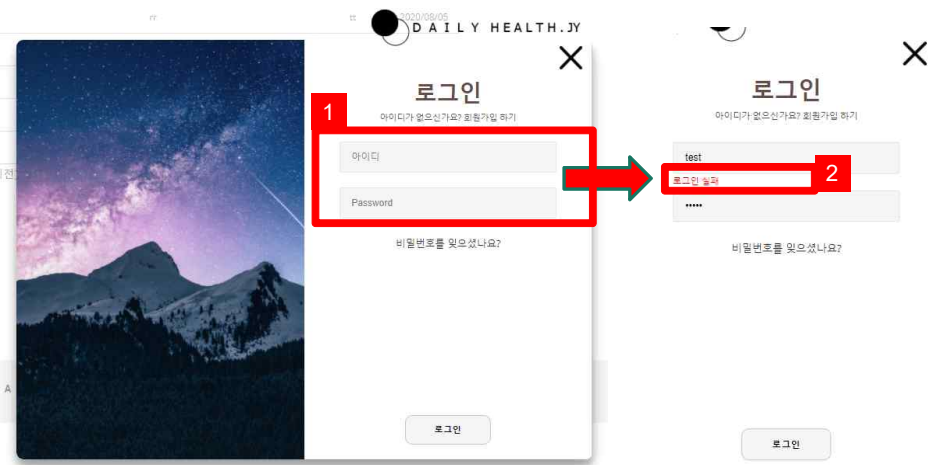 rr
::
2020/08/05
DAILY HEALTH.JY
로그인
아이디가 없으신가요? 회원가입 하기
1
아이디
Password
비밀번호를 잊으셨나요?
로그인
전
A
로그인
아이디가 없으신가요? 회원가입 하기
test
로그인 실패
2
•••••
비밀번호를 잊으셨나요?
로그인